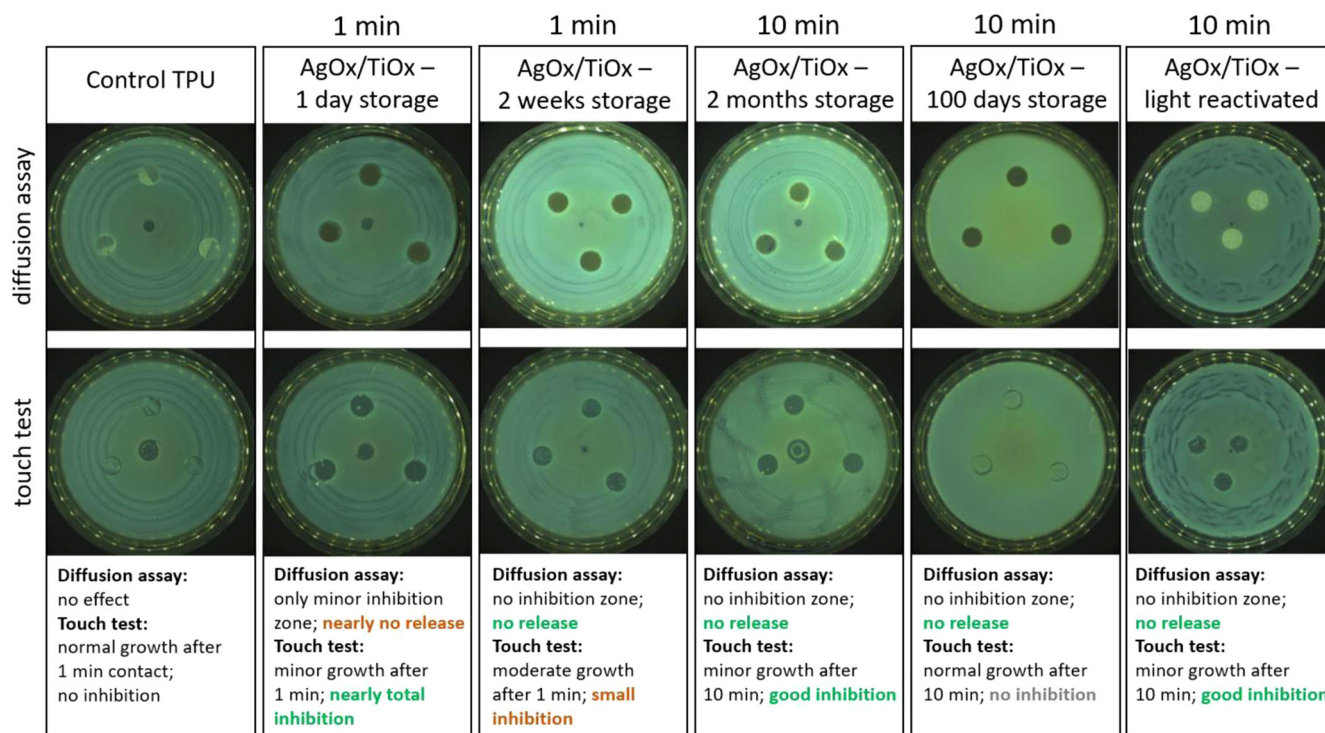 1 min
1 min
10 min
10 min
10 min
Control TPU
AgOx/TiOx –
1 day storage
AgOx/TiOx –
2 weeks storage
AgOx/TiOx –
2 months storage
AgOx/TiOx –
100 days storage
AgOx/TiOx –
light reactivated
diffusion assay
touch test
Diffusion assay:
no effect
Touch test:
normal growth after
1 min contact;
no inhibition
Diffusion assay:
only minor inhibition
zone; nearly no release
Touch test:
minor growth after
1 min; nearly total
inhibition
Diffusion assay:
no inhibition zone;
no release
Touch test:
moderate growth
after 1 min; small
inhibition
Diffusion assay:
no inhibition zone;
no release
Touch test:
minor growth after
10 min; good inhibition
Diffusion assay:
no inhibition zone;
no release
Touch test:
normal growth after
10 min; no inhibition
Diffusion assay:
no inhibition zone;
no release
Touch test:
minor growth after
10 min; good inhibition